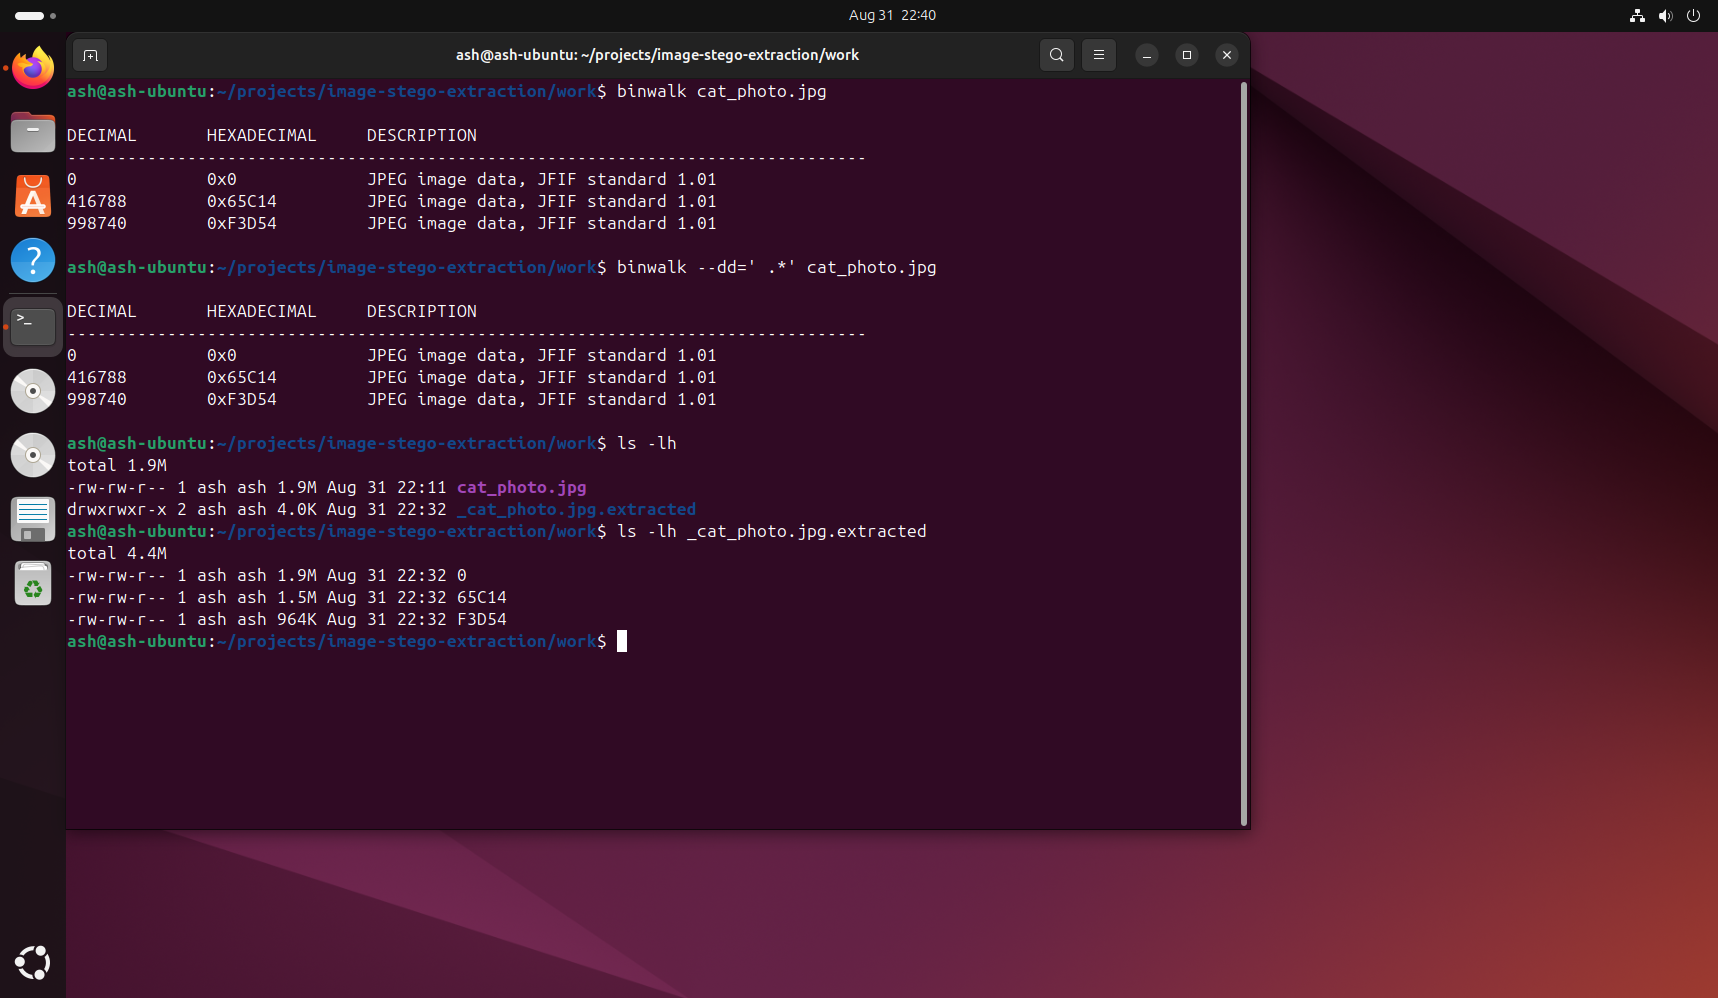 Aug 31 22:40
ash@ash-ubuntu: ~/projects/image-stego-extraction/work
ash@ash-ubuntu:~/projects/image-stego-extraction/work$ binwalk cat_photo.jpg
DECIMAL       HEXADECIMAL     DESCRIPTION
--------------------------------------------------------------------------------
0             0x0             JPEG image data, JFIF standard 1.01
416788        0x65C14         JPEG image data, JFIF standard 1.01
998740        0xF3D54         JPEG image data, JFIF standard 1.01
ash@ash-ubuntu:~/projects/image-stego-extraction/work$ binwalk --dd=' .*' cat_photo.jpg
DECIMAL       HEXADECIMAL     DESCRIPTION
--------------------------------------------------------------------------------
0             0x0             JPEG image data, JFIF standard 1.01
416788        0x65C14         JPEG image data, JFIF standard 1.01
998740        0xF3D54         JPEG image data, JFIF standard 1.01
ash@ash-ubuntu:~/projects/image-stego-extraction/work$ ls -lh
total 1.9M
-rw-rw-r-- 1 ash ash 1.9M Aug 31 22:11 cat_photo.jpg
drwxrwxr-x 2 ash ash 4.0K Aug 31 22:32 _cat_photo.jpg.extracted
ash@ash-ubuntu:~/projects/image-stego-extraction/work$ ls -lh _cat_photo.jpg.extracted
total 4.4M
-rw-rw-r-- 1 ash ash 1.9M Aug 31 22:32 0
-rw-rw-r-- 1 ash ash 1.5M Aug 31 22:32 65C14
-rw-rw-r-- 1 ash ash 964K Aug 31 22:32 F3D54
ash@ash-ubuntu:~/projects/image-stego-extraction/work$